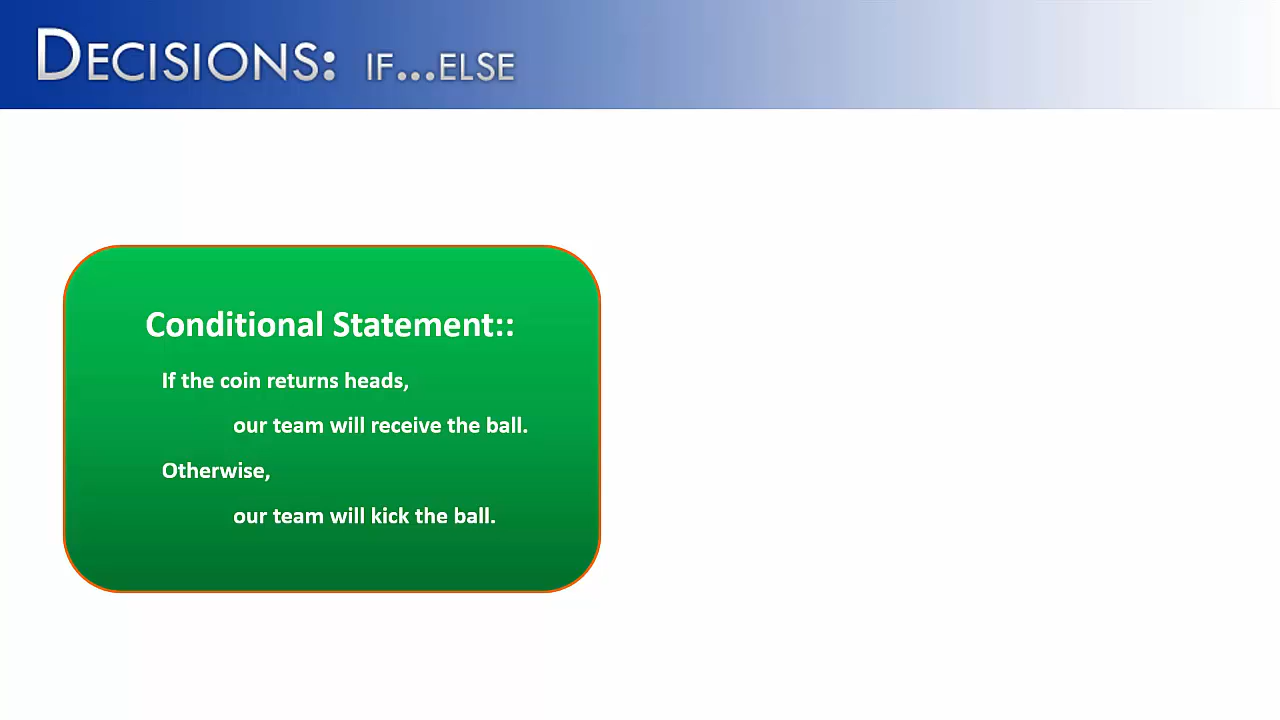 DECISIONS: IF...ELSE
Conditional Statement::
If the coin returns heads,
our team will receive the ball.
Otherwise,
our team will kick the ball.